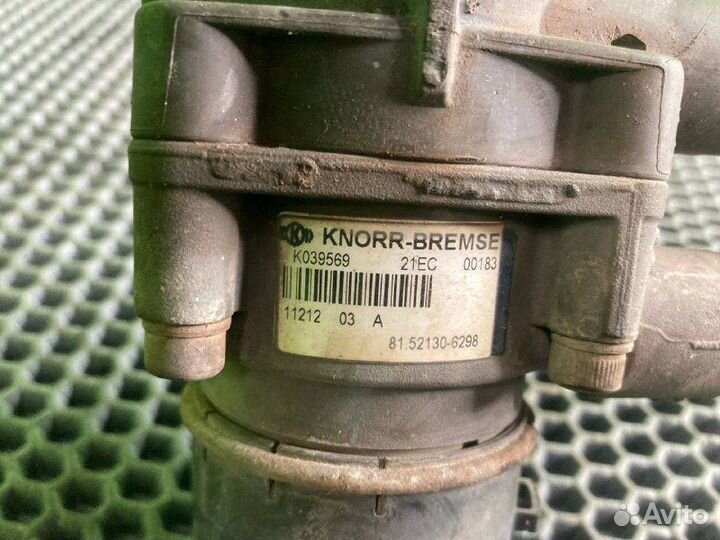 KNORR-BREMSE
K039569 21EC 00183
11212 03 A
81.52130-6298
Avito